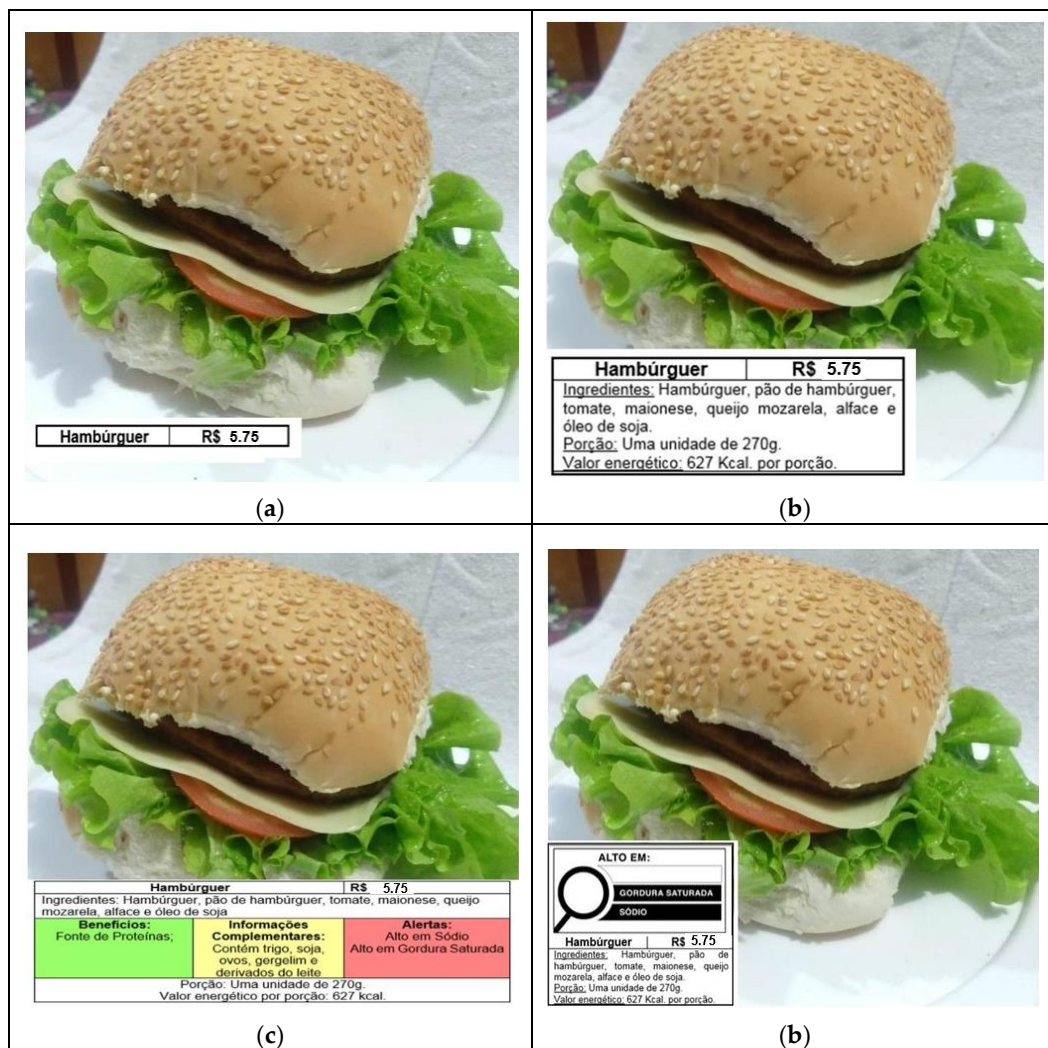 Hambúrguer R$ 5.75
(a)
Hambúrguer R$ 5.75
Ingredientes: Hambúrguer, pão de hambúrguer,
tomate, maionese, queijo mozarela, alface e
óleo de soja.
Porção: Uma unidade de 270g.
Valor energético: 627 Kcal. por porção.
(b)
Hambúrguer R$ 5.75
Ingredientes: Hambúrguer, pão de hambúrguer, tomate, maionese, queijo
mozarela, alface e óleo de soja
Benefícios:
Fonte de Proteínas;
Informações
Complementares:
Contém trigo, soja,
ovos, gergelim e
derivados do leite
Alertas:
Alto em Sódio
Alto em Gordura Saturada
Porção: Uma unidade de 270g.
Valor energético por porção: 627 kcal.
(c)
ALTO EM:
GORDURA SATURADA
SÓDIO
Hambúrguer R$ 5.75
Ingredientes: Hambúrguer, pão de
hambúrguer, tomate, maionese, queijo
mozarela, alface e óleo de soja.
Porção: Uma unidade de 270g.
Valor energético: 627 Kcal. por porção.
(b)